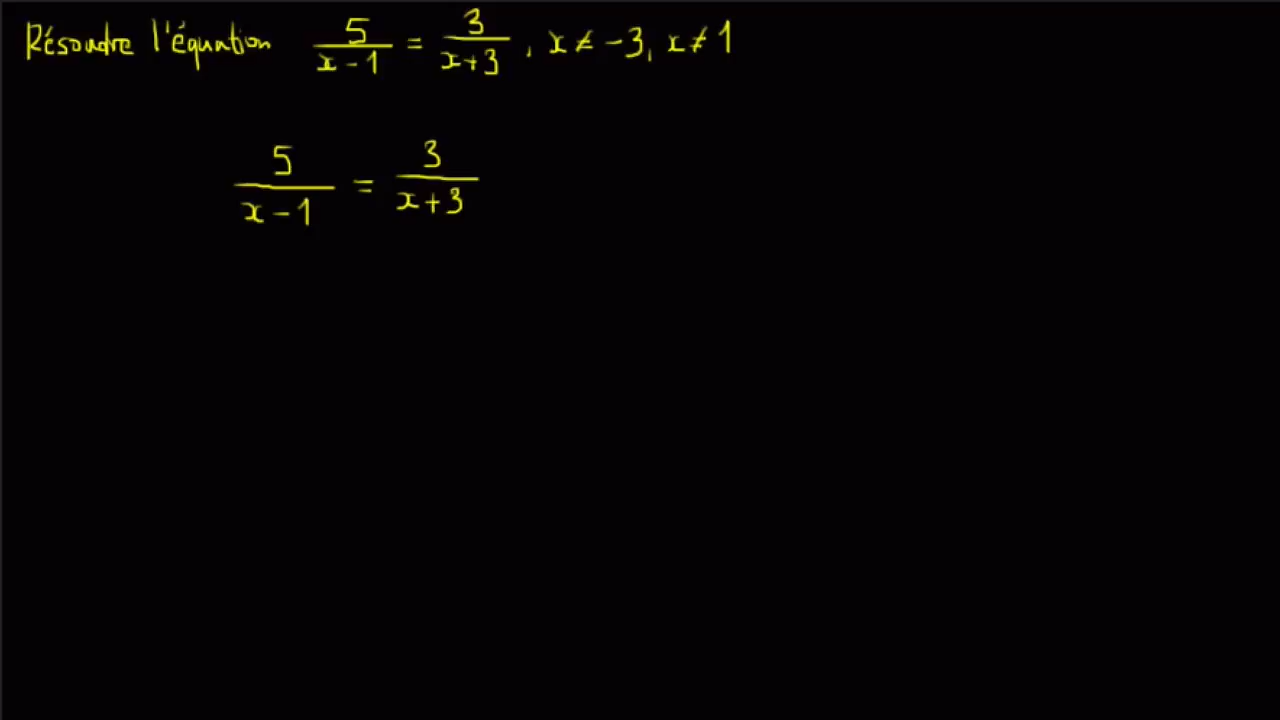 Résoudre l'équation 5/(x-1) = 3/(x+3), x ≠ -3, x ≠ 1
5/(x-1) = 3/(x+3)